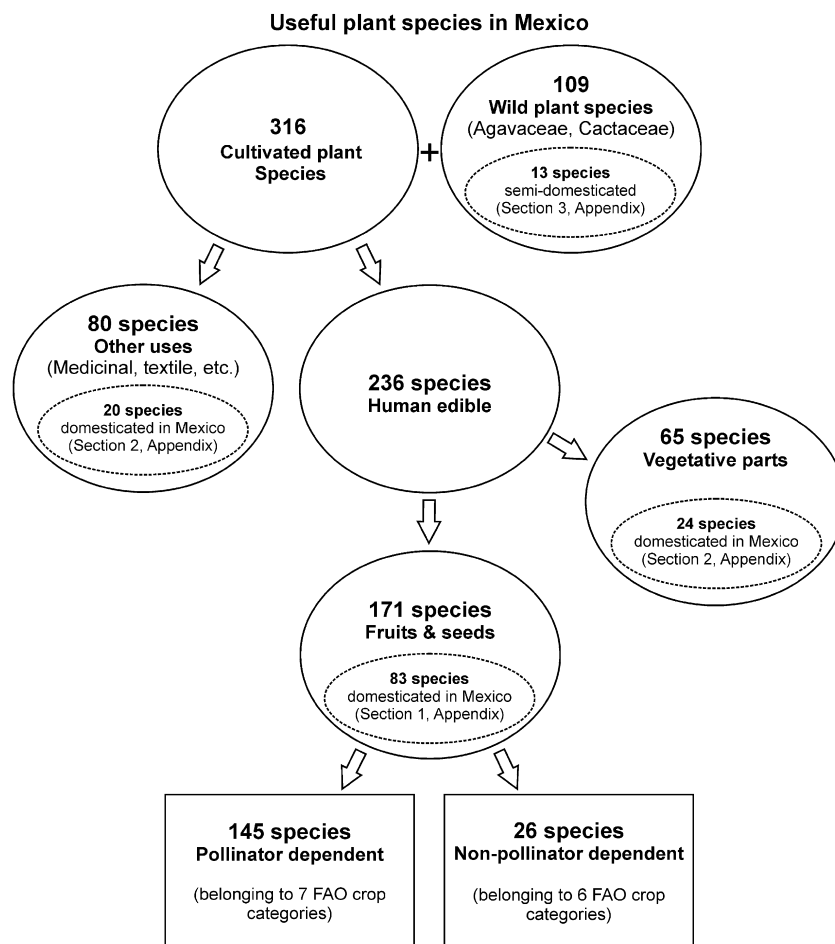 Useful plant species in Mexico
316
Cultivated plant
Species
+
109
Wild plant species
(Agavaceae, Cactaceae)
13 species
semi-domesticated
(Section 3, Appendix)
80 species
Other uses
(Medicinal, textile, etc.)
20 species
domesticated in Mexico
(Section 2, Appendix)
236 species
Human edible
65 species
Vegetative parts
24 species
domesticated in Mexico
(Section 2, Appendix)
171 species
Fruits & seeds
83 species
domesticated in Mexico
(Section 1, Appendix)
145 species
Pollinator dependent
(belonging to 7 FAO crop
categories)
26 species
Non-pollinator dependent
(belonging to 6 FAO crop
categories)